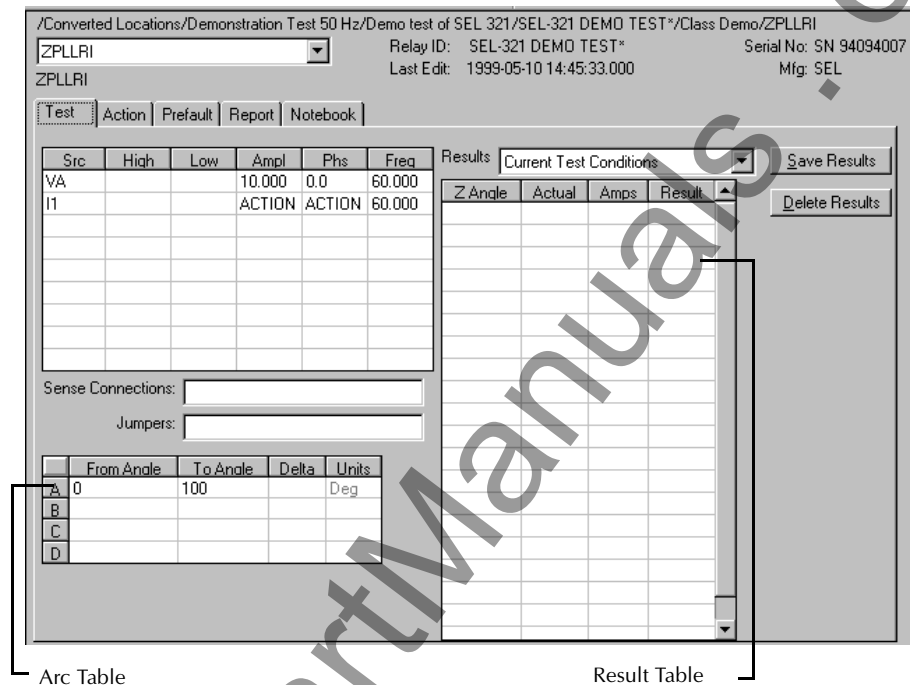 /Converted Locations/Demonstration Test 50 Hz/Demo test of SEL 321/SEL-321 DEMO TEST*/Class Demo/ZPLLRI
ZPLLRI
Relay ID: SEL-321 DEMO TEST*
Serial No: SN 94094007
ZPLLRI
Last Edit: 1999-05-10 14:45:33.000
Mfg: SEL
Test Action Prefault Report Notebook
Src High Low Ampl Phs Freq
VA 10.000 0.0 60.000
I1 ACTION ACTION 60.000
Results Current Test Conditions
Save Results
Z Angle Actual Amps Result
Delete Results
Sense Connections:
Jumpers:
From Angle To Angle Delta Units
A 0 100 Deg
B
C
D
Arc Table
Result Table